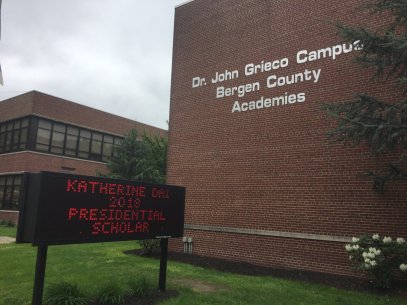 Dr. John Grieco Campus
Bergen County
Academies
KATHERINE DAI
2018
PRESIDENTIAL
SCHOLAR